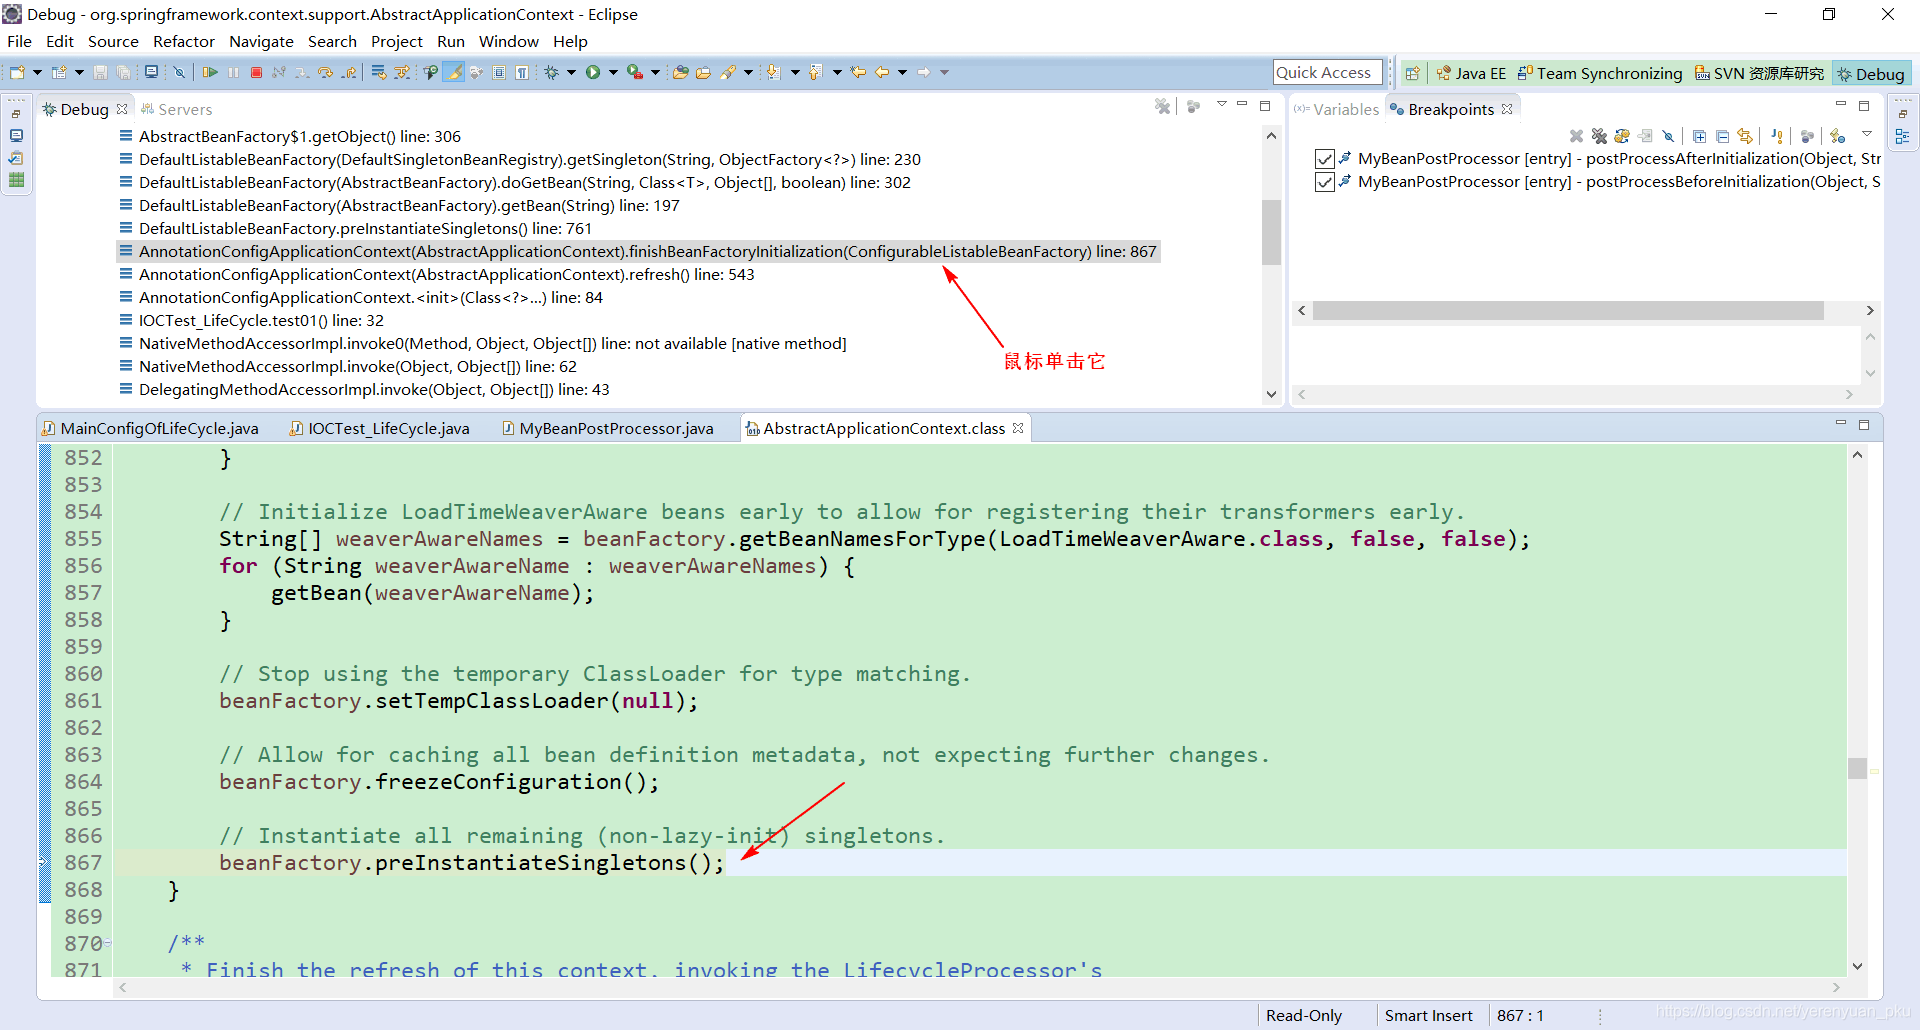 Debug - org.springframework.context.support.AbstractApplicationContext - Eclipse
File Edit Source Refactor Navigate Search Project Run Window Help
Quick Access
Java EE
Team Synchronizing
SVN 资源库研究
Debug
Debug
Servers
AbstractBeanFactory$1.getObject() line: 306
DefaultListableBeanFactory(DefaultSingletonBeanRegistry).getSingleton(String, ObjectFactory<?>) line: 230
DefaultListableBeanFactory(AbstractBeanFactory).doGetBean(String, Class<T>, Object[], boolean) line: 302
DefaultListableBeanFactory(AbstractBeanFactory).getBean(String) line: 197
DefaultListableBeanFactory.preInstantiateSingletons() line: 761
AnnotationConfigApplicationContext(AbstractApplicationContext).finishBeanFactoryInitialization(ConfigurableListableBeanFactory) line: 867
AnnotationConfigApplicationContext(AbstractApplicationContext).refresh() line: 543
AnnotationConfigApplicationContext.<init>(Class<?>...) line: 84
IOCTest_LifeCycle.test01() line: 32
NativeMethodAccessorImpl.invoke0(Method, Object, Object[]) line: not available [native method]
NativeMethodAccessorImpl.invoke(Object, Object[]) line: 62
DelegatingMethodAccessorImpl.invoke(Object, Object[]) line: 43
鼠标单击它
(x)= Variables
Breakpoints
MyBeanPostProcessor [entry] - postProcessAfterInitialization(Object, Str
MyBeanPostProcessor [entry] - postProcessBeforeInitialization(Object, S
MainConfigOfLifeCycle.java
IOCTest_LifeCycle.java
MyBeanPostProcessor.java
AbstractApplicationContext.class
852 }
853
854 // Initialize LoadTimeWeaverAware beans early to allow for registering their transformers early.
855 String[] weaverAwareNames = beanFactory.getBeanNamesForType(LoadTimeWeaverAware.class, false, false);
856 for (String weaverAwareName : weaverAwareNames) {
857 getBean(weaverAwareName);
858 }
859
860 // Stop using the temporary ClassLoader for type matching.
861 beanFactory.setTempClassLoader(null);
862
863 // Allow for caching all bean definition metadata, not expecting further changes.
864 beanFactory.freezeConfiguration();
865
866 // Instantiate all remaining (non-lazy-init) singletons.
867 beanFactory.preInstantiateSingletons();
868 }
869
870 /**
871 * Finish the refresh of this context, invoking the LifecycleProcessor's
Read-Only
Smart Insert
867 : 1
https://blog.csdn.net/yerenyuan_pku